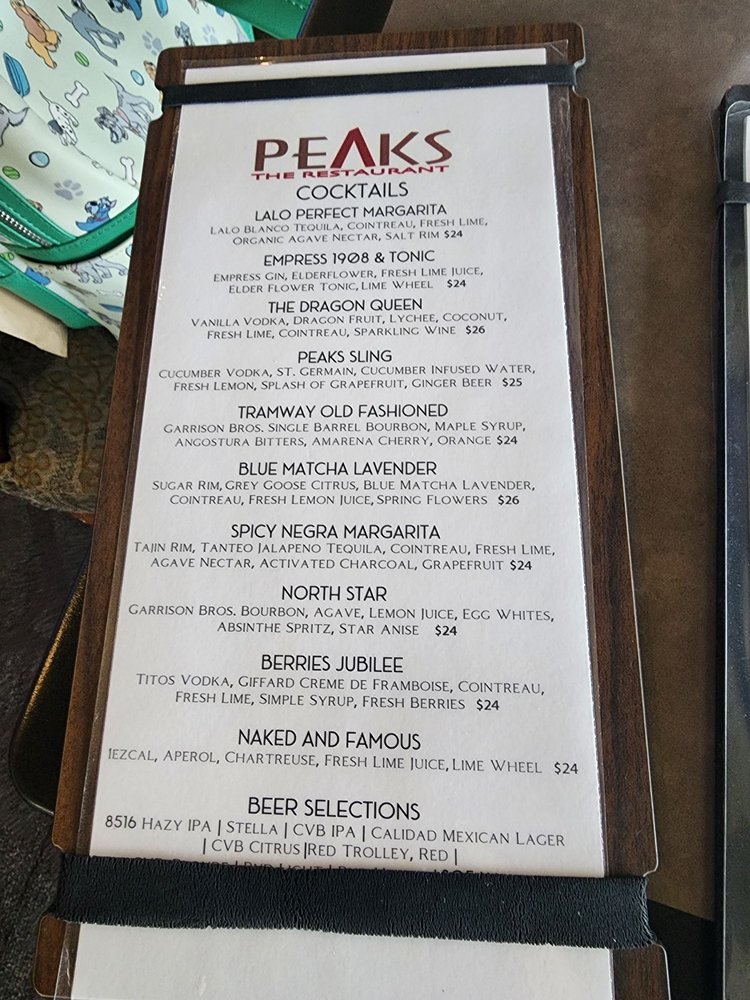 PEAKS
THE RESTAURANT
COCKTAILS
LALO PERFECT MARGARITA
LALO BLANCO TEQUILA, COINTREAU, FRESH LIME,
ORGANIC AGAVE NECTAR, SALT RIM $24
EMPRESS 1908 & TONIC
EMPRESS GIN, ELDERFLOWER, FRESH LIME JUICE,
ELDER FLOWER TONIC, LIME WHEEL $24
THE DRAGON QUEEN
VANILLA VODKA, DRAGON FRUIT, LYCHEE, COCONUT,
FRESH LIME, COINTREAU, SPARKLING WINE $26
PEAKS SLING
CUCUMBER VODKA, ST. GERMAIN, CUCUMBER INFUSED WATER,
FRESH LEMON, SPLASH OF GRAPEFRUIT, GINGER BEER $25
TRAMWAY OLD FASHIONED
GARRISON BROS. SINGLE BARREL BOURBON, MAPLE SYRUP,
ANGOSTURA BITTERS, AMARENA CHERRY, ORANGE $24
BLUE MATCHA LAVENDER
SUGAR RIM, GREY GOOSE CITRUS, BLUE MATCHA LAVENDER,
COINTREAU, FRESH LEMON JUICE, SPRING FLOWERS $26
SPICY NEGRA MARGARITA
TAJIN RIM, TANTEO JALAPENO TEQUILA, COINTREAU, FRESH LIME,
AGAVE NECTAR, ACTIVATED CHARCOAL, GRAPEFRUIT $24
NORTH STAR
GARRISON BROS. BOURBON, AGAVE, LEMON JUICE, EGG WHITES,
ABSINTHE SPRITZ, STAR ANISE $24
BERRIES JUBILEE
TITOS VODKA, GIFFARD CREME DE FRAMBOISE, COINTREAU,
FRESH LIME, SIMPLE SYRUP, FRESH BERRIES $24
NAKED AND FAMOUS
EZCAL, APEROL, CHARTREUSE, FRESH LIME JUICE, LIME WHEEL $24
BEER SELECTIONS
8516 HAZY IPA | STELLA | CVB IPA | CALIDAD MEXICAN LAGER
| CVB CITRUS |RED TROLLEY, RED |